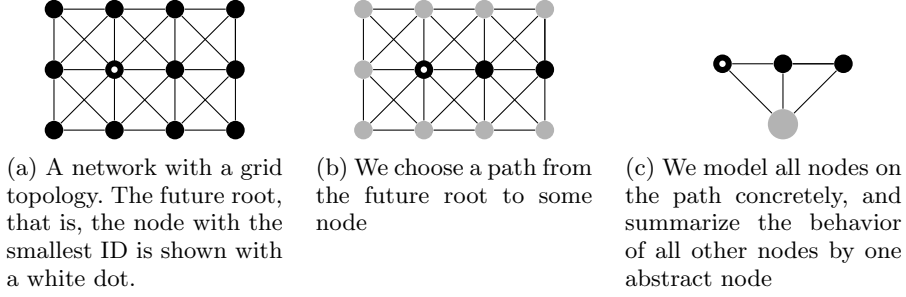 (a) A network with a grid
topology. The future root,
that is, the node with the
smallest ID is shown with
a white dot.
(b) We choose a path from
the future root to some
node
(c) We model all nodes on
the path concretely, and
summarize the behavior
of all other nodes by one
abstract node